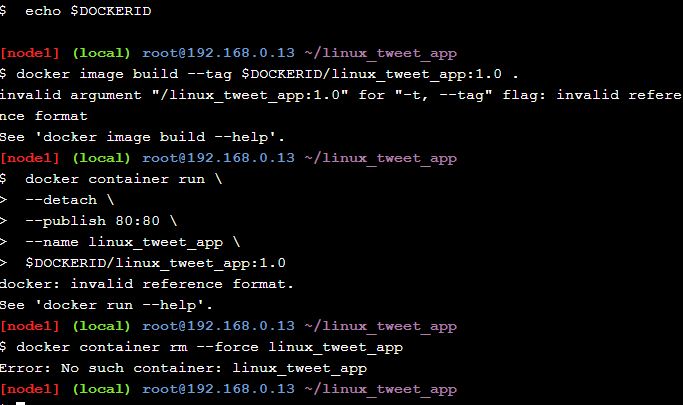 $  echo $DOCKERID
[node1] (local) root@192.168.0.13 ~/linux_tweet_app
$ docker image build --tag $DOCKERID/linux_tweet_app:1.0 .
invalid argument "/linux_tweet_app:1.0" for "-t, --tag" flag: invalid refere
nce format
See 'docker image build --help'.
[node1] (local) root@192.168.0.13 ~/linux_tweet_app
$  docker container run \
>  --detach \
>  --publish 80:80 \
>  --name linux_tweet_app \
>  $DOCKERID/linux_tweet_app:1.0
docker: invalid reference format.
See 'docker run --help'.
[node1] (local) root@192.168.0.13 ~/linux_tweet_app
$ docker container rm --force linux_tweet_app
Error: No such container: linux_tweet_app
[node1] (local) root@192.168.0.13 ~/linux_tweet_app